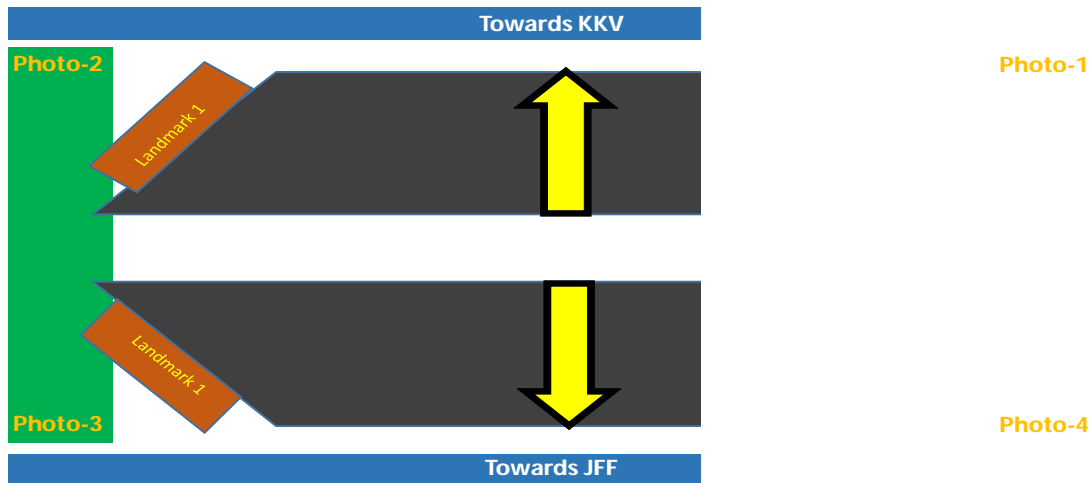 Towards KKV
Photo-2
Photo-1
Landmark 1
Landmark 1
Photo-3
Photo-4
Towards JFF